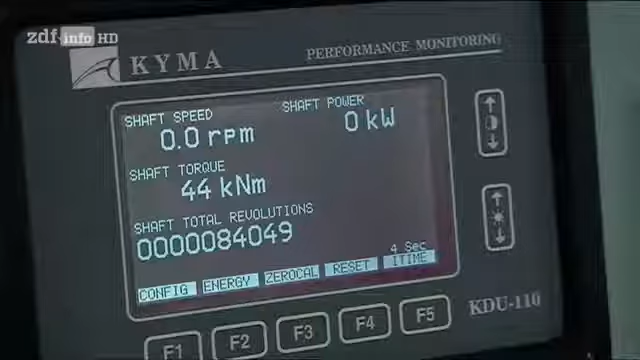 zdf info HD
KYMA
PERFORMANCE MONITORING
SHAFT SPEED
0.0 rpm
SHAFT POWER
0 kW
SHAFT TORQUE
44 kNm
SHAFT TOTAL REVOLUTIONS
0000084049
4 Sec
CONFIG ENERGY ZEROCAL RESET ITIME
F1 F2 F3 F4 F5
KDU-110